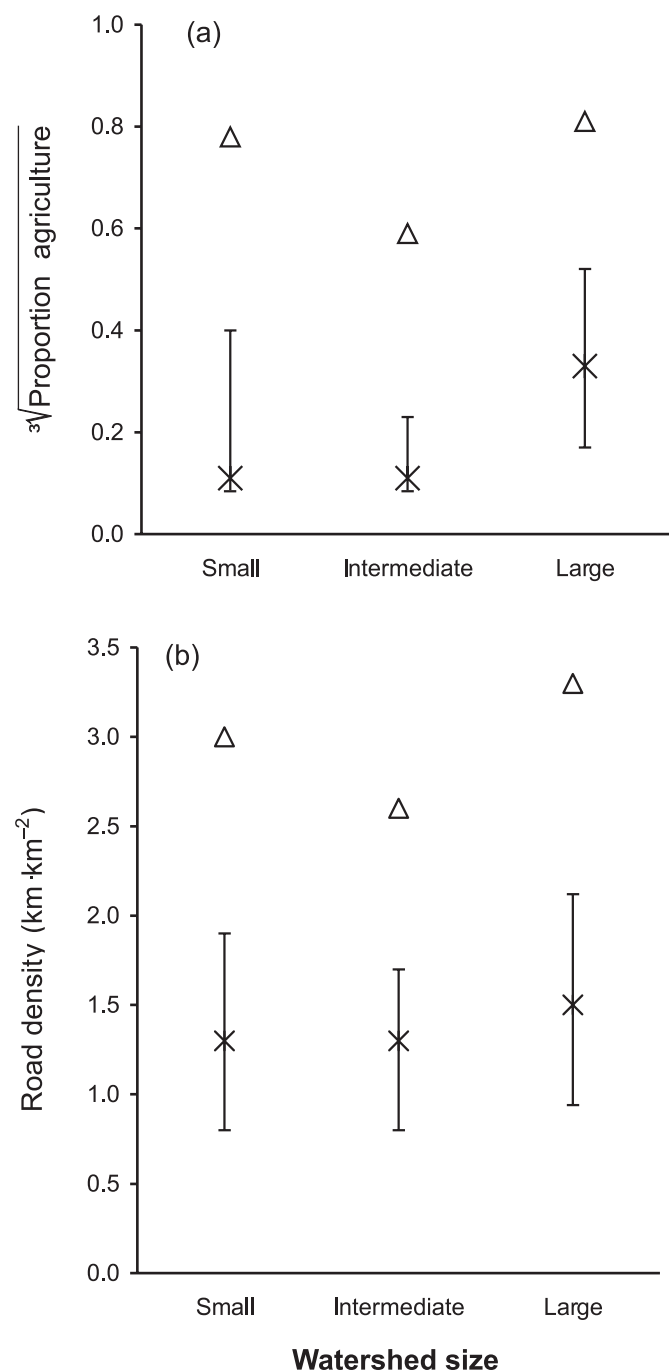 (a)
1.0
0.8
0.6
0.4
0.2
0.0
∛Proportion agriculture
Small Intermediate Large
(b)
3.5
3.0
2.5
2.0
1.5
1.0
0.5
0.0
Road density (km·km⁻²)
Small Intermediate Large
Watershed size